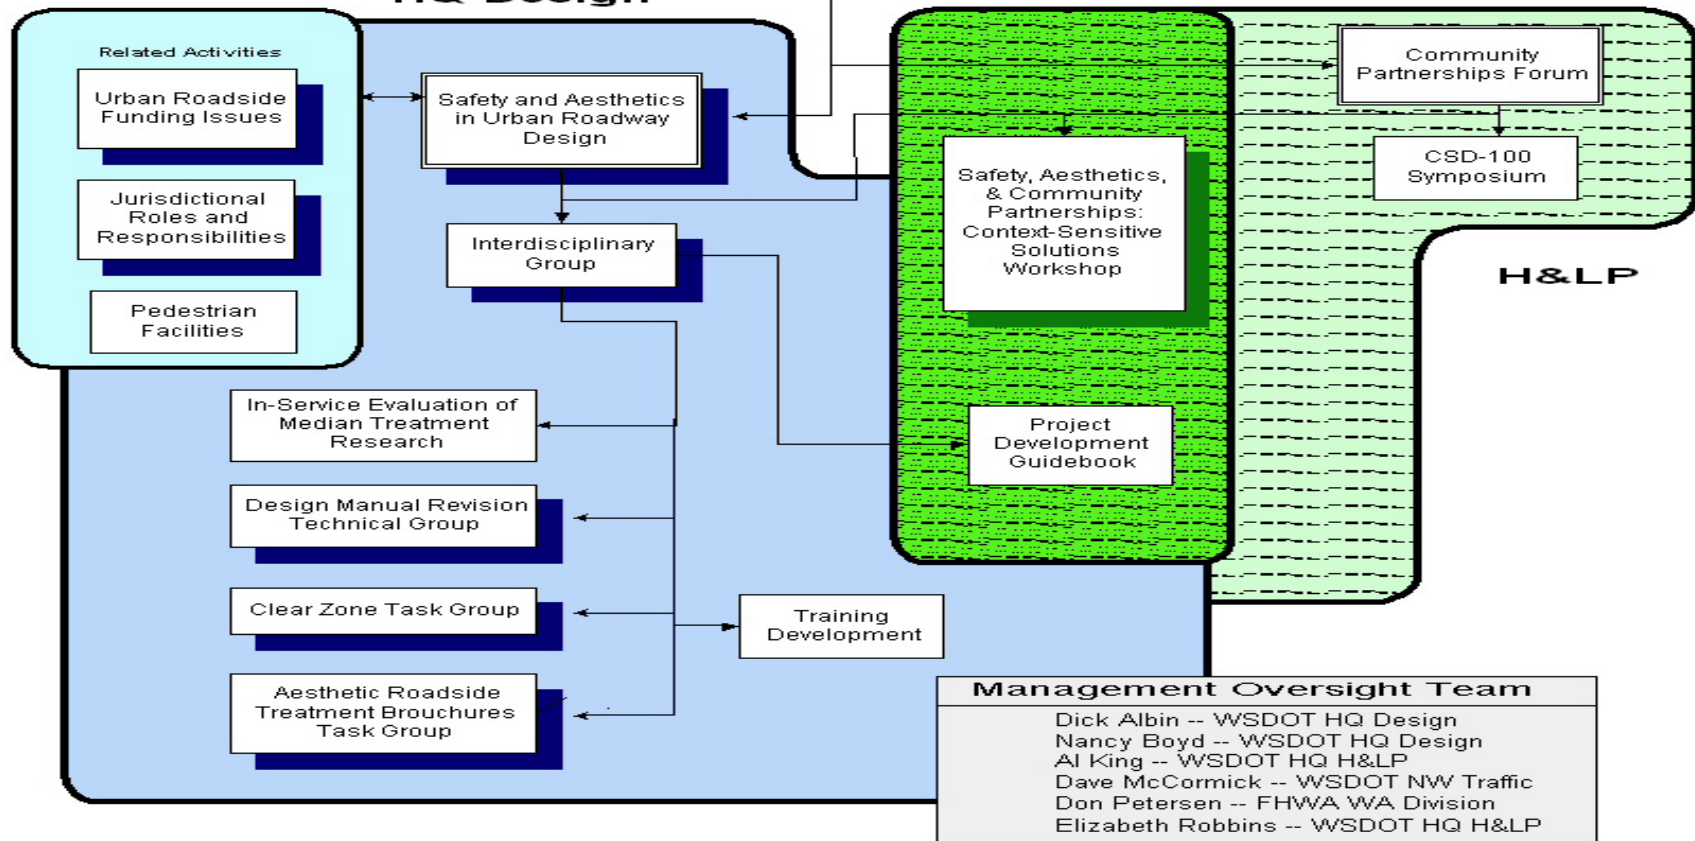 HQ Design
Related Activities
Urban Roadside
Funding Issues
Jurisdictional
Roles and
Responsibilities
Pedestrian
Facilities
Safety and Aesthetics
in Urban Roadway
Design
Interdisciplinary
Group
In-Service Evaluation of
Median Treatment
Research
Design Manual Revision
Technical Group
Clear Zone Task Group
Aesthetic Roadside
Treatment Brouchures
Task Group
Training
Development
Safety, Aesthetics,
& Community
Partnerships:
Context-Sensitive
Solutions
Workshop
Project
Development
Guidebook
Community
Partnerships Forum
CSD-100
Symposium
H&LP
Management Oversight Team
Dick Albin -- WSDOT HQ Design
Nancy Boyd -- WSDOT HQ Design
Al King -- WSDOT HQ H&LP
Dave McCormick -- WSDOT NW Traffic
Don Petersen -- FHWA WA Division
Elizabeth Robbins -- WSDOT HQ H&LP